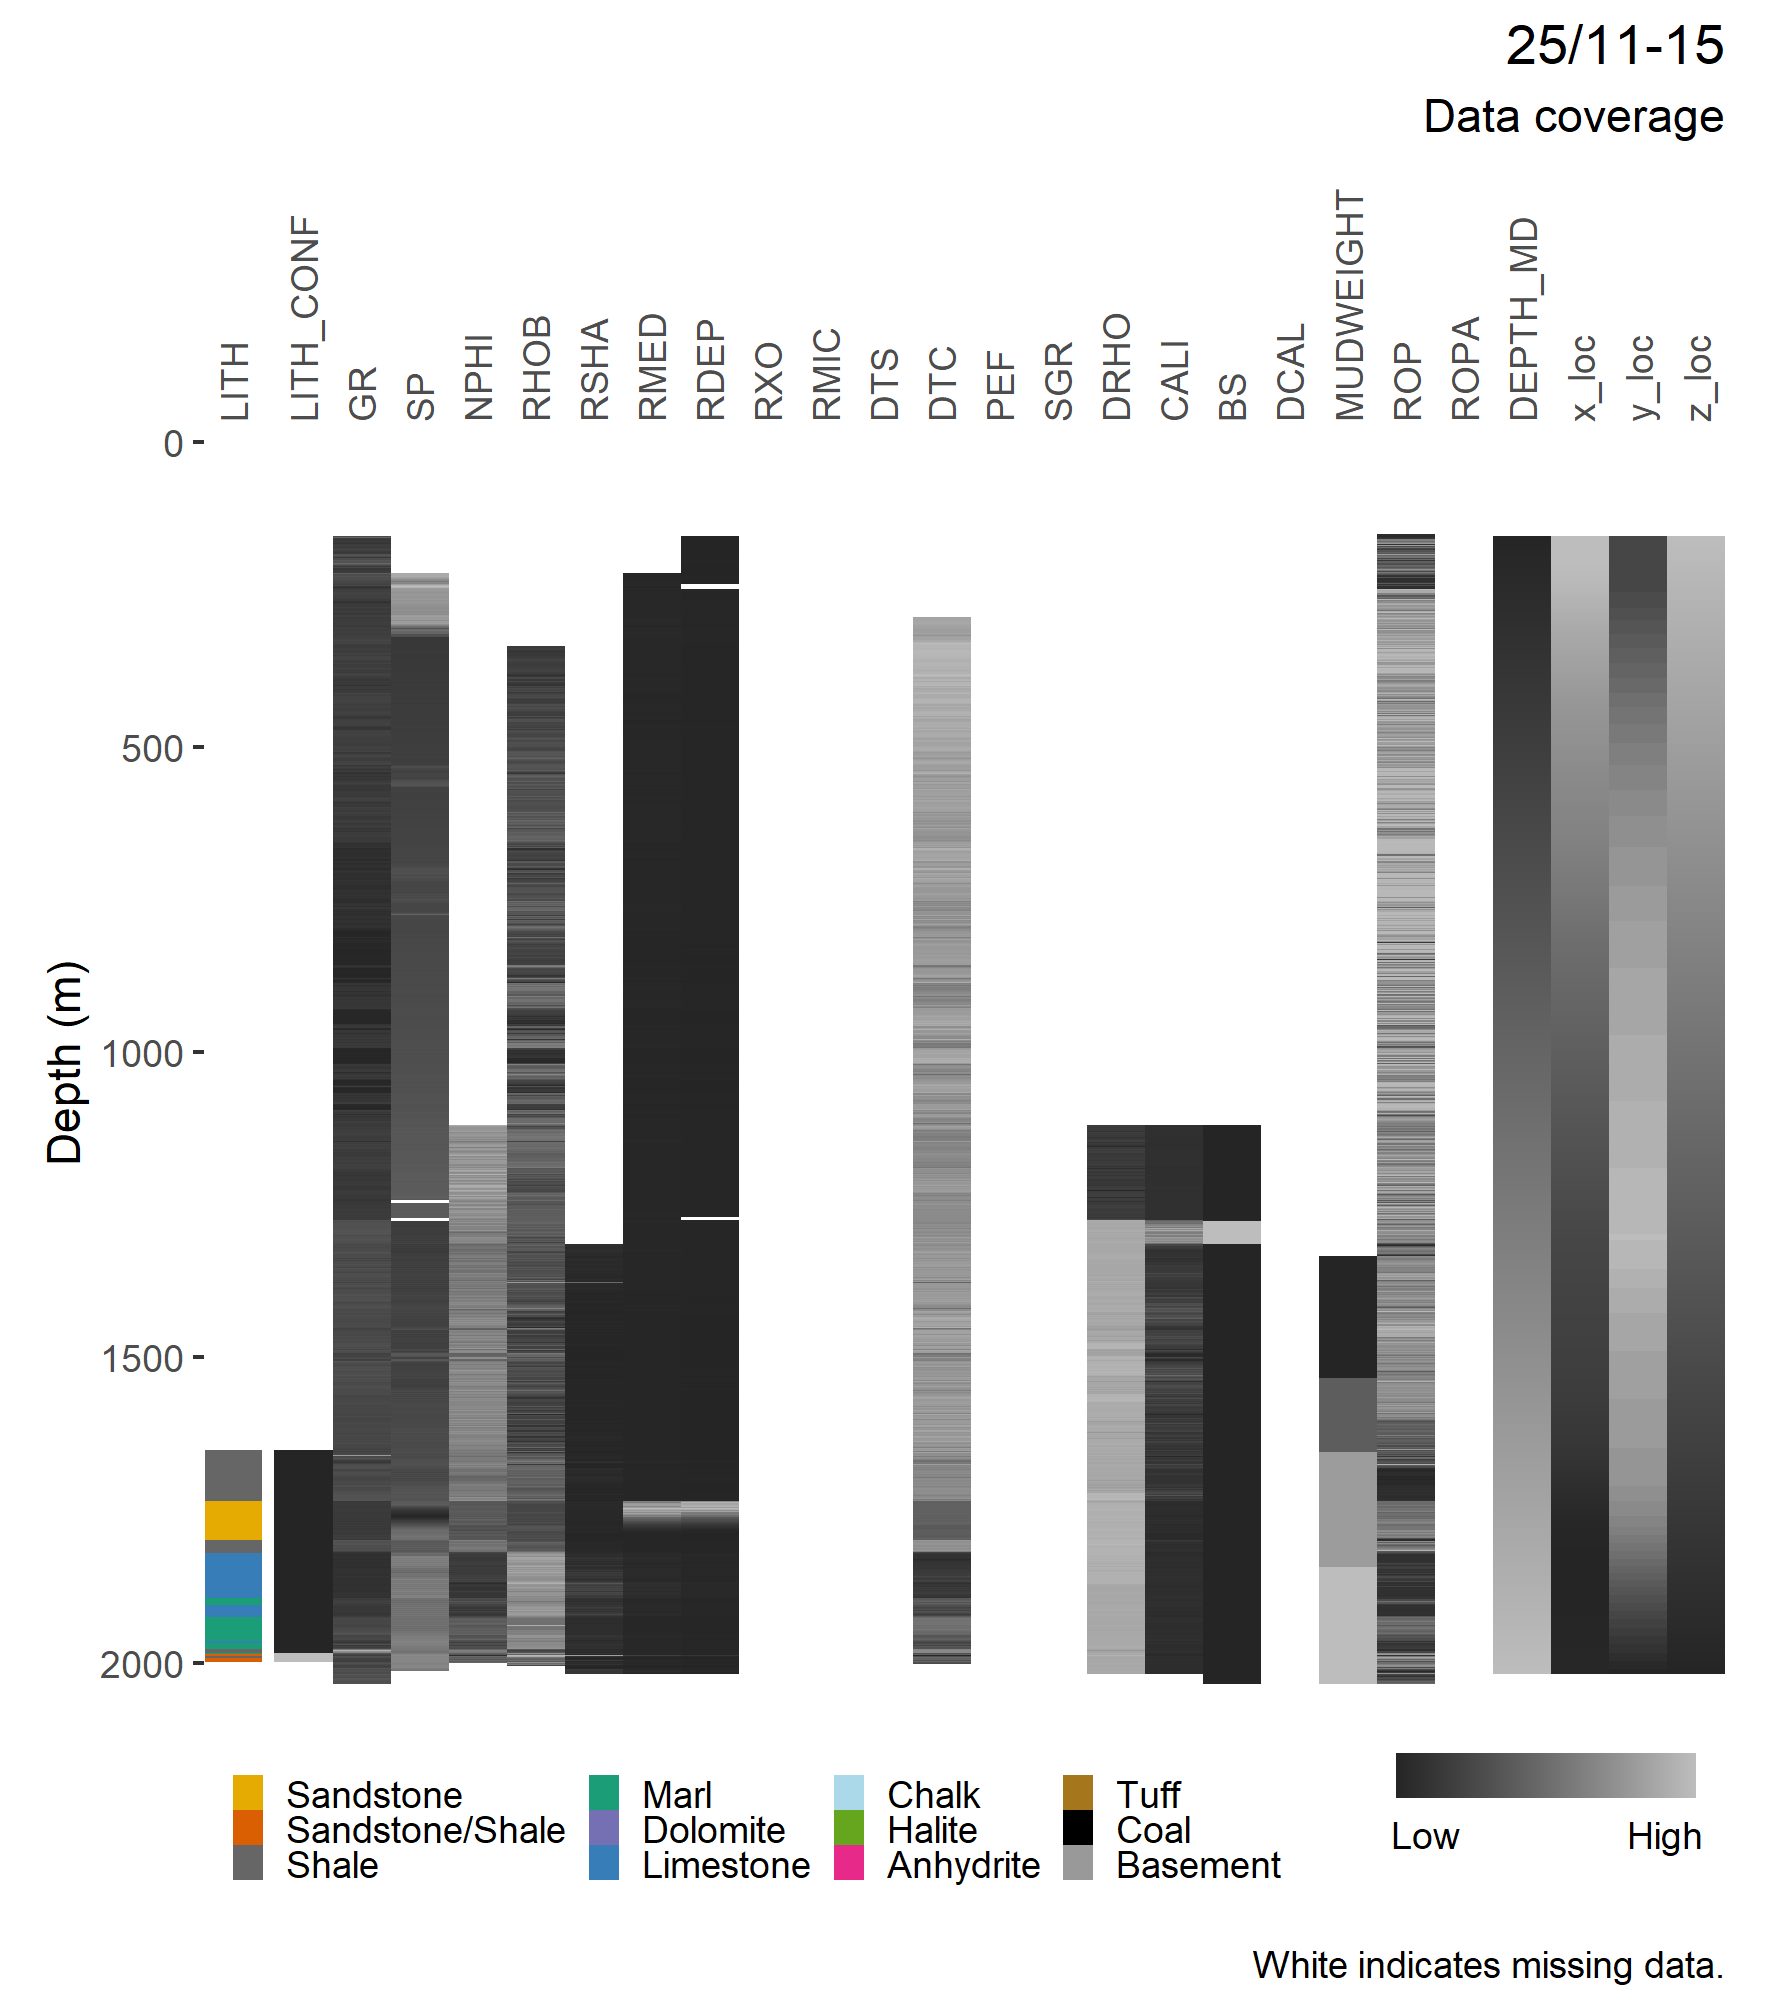 25/11-15
Data coverage
LITH
LITH_CONF
GR
SP
NPHI
RHOB
RSHA
RMED
RDEP
RXO
RMIC
DTS
DTC
PEF
SGR
DRHO
CALI
BS
DCAL
MUDWEIGHT
ROP
ROPA
DEPTH_MD
x_loc
y_loc
z_loc
Depth (m)
0
500
1000
1500
2000
Sandstone
Sandstone/Shale
Shale
Marl
Dolomite
Limestone
Chalk
Halite
Anhydrite
Tuff
Coal
Basement
Low High
White indicates missing data.